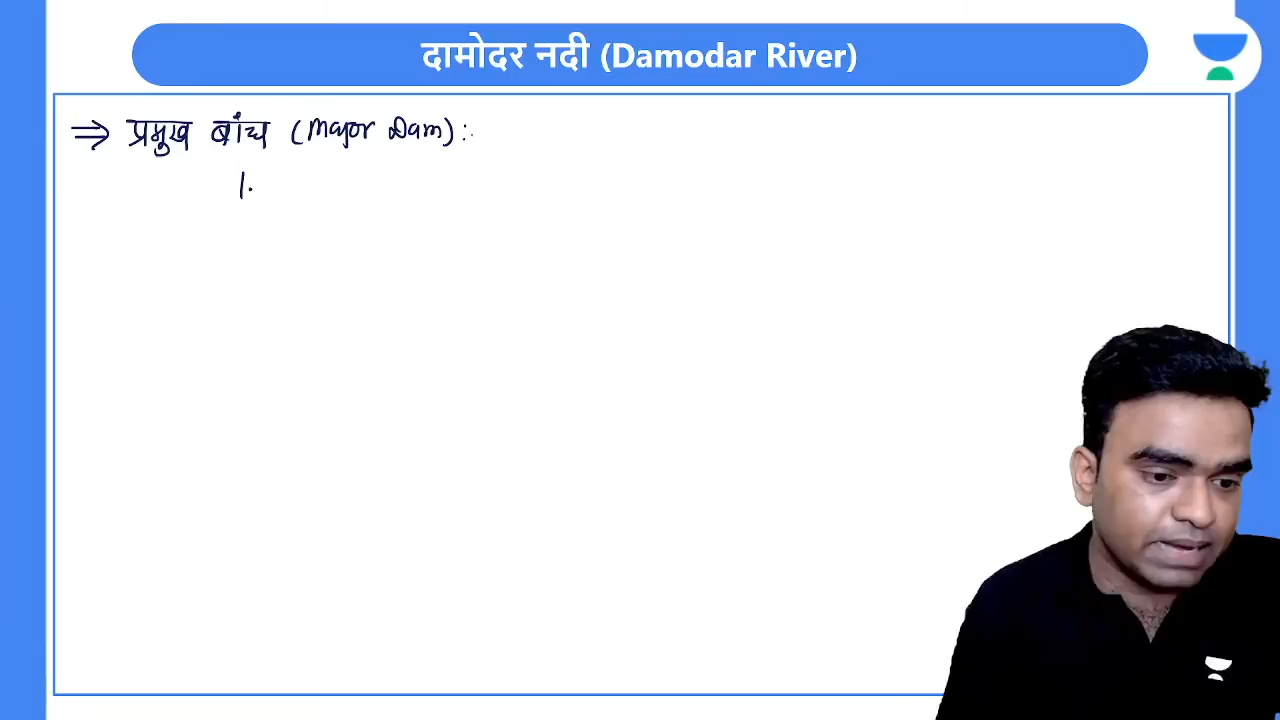 दामोदर नदी (Damodar River)
⇒ प्रमुख बांध (Major Dam) :-
1.